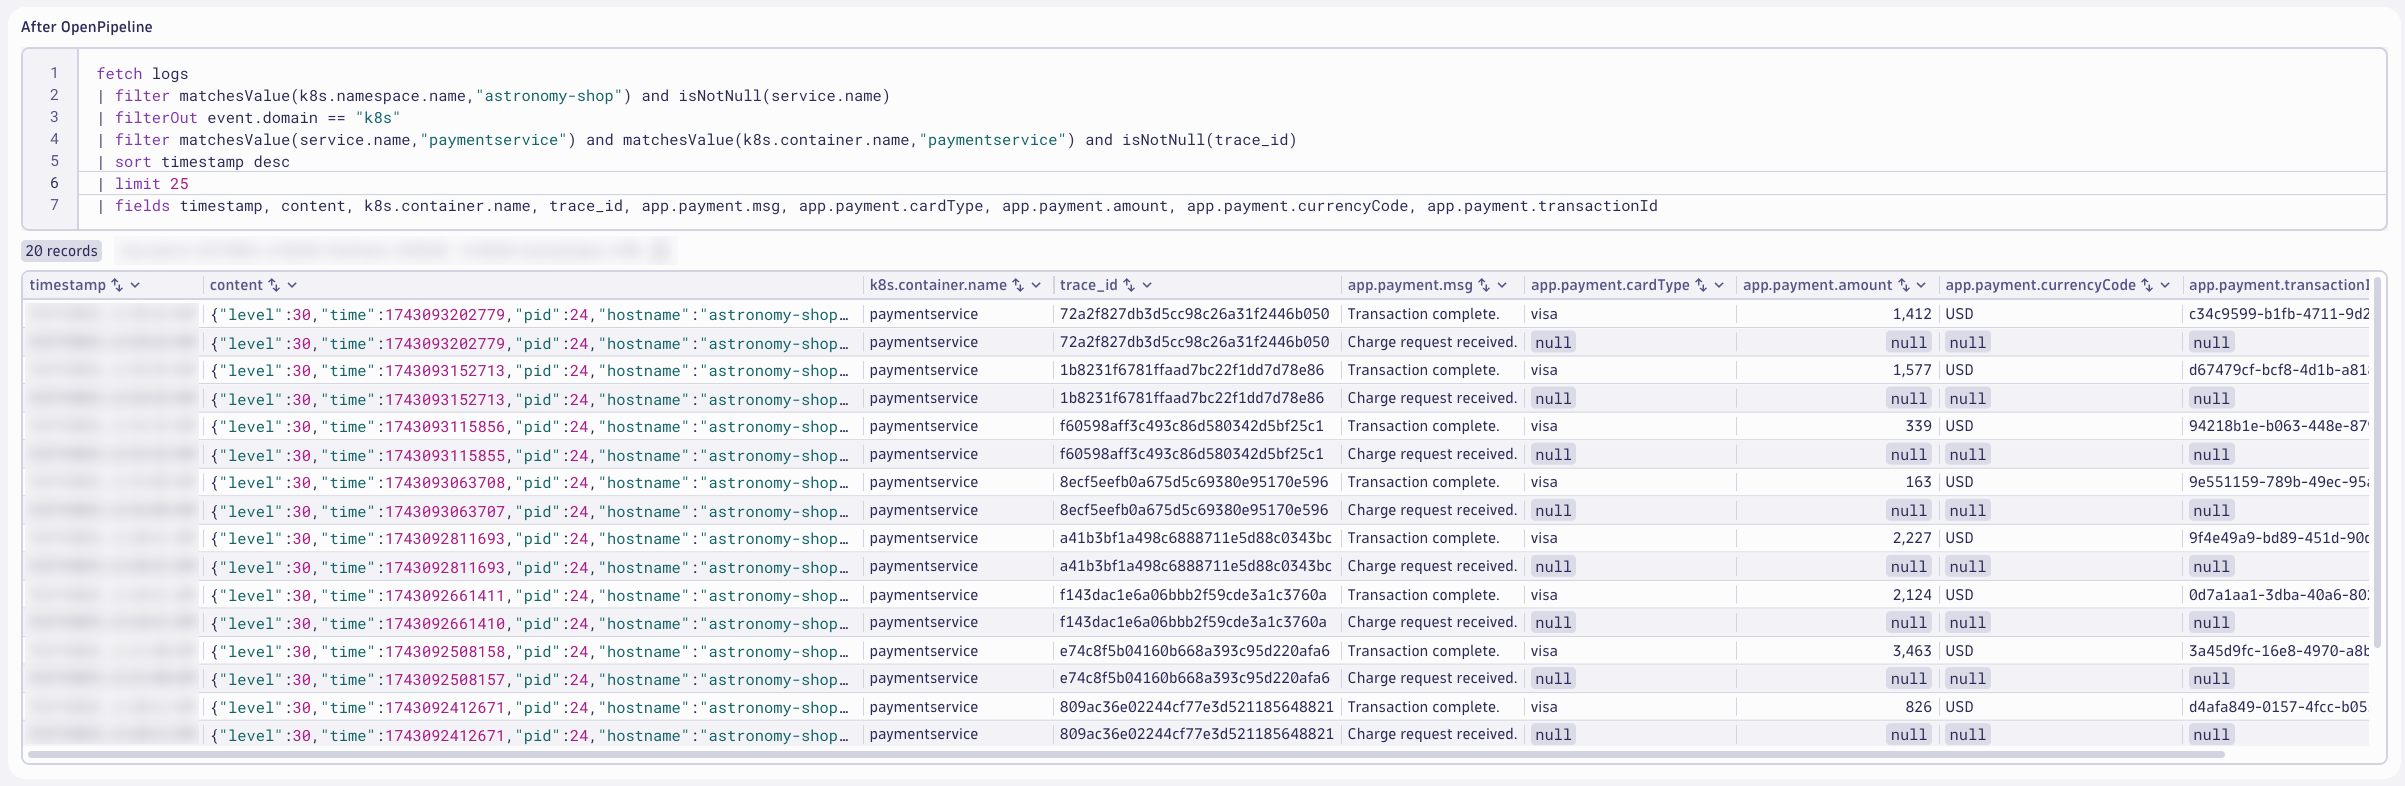 After OpenPipeline
1 fetch logs
2 | filter matchesValue(k8s.namespace.name,"astronomy-shop") and isNotNull(service.name)
3 | filterOut event.domain == "k8s"
4 | filter matchesValue(service.name,"paymentservice") and matchesValue(k8s.container.name,"paymentservice") and isNotNull(trace_id)
5 | sort timestamp desc
6 | limit 25
7 | fields timestamp, content, k8s.container.name, trace_id, app.payment.msg, app.payment.cardType, app.payment.amount, app.payment.currencyCode, app.payment.transactionId
20 records
timestamp content k8s.container.name trace_id app.payment.msg app.payment.cardType app.payment.amount app.payment.currencyCode app.payment.transactionI
{"level":30,"time":1743093202779,"pid":24,"hostname":"astronomy-shop… paymentservice 72a2f827db3d5cc98c26a31f2446b050 Transaction complete. visa 1,412 USD c34c9599-b1fb-4711-9d2
{"level":30,"time":1743093202779,"pid":24,"hostname":"astronomy-shop… paymentservice 72a2f827db3d5cc98c26a31f2446b050 Charge request received. null null null null
{"level":30,"time":1743093152713,"pid":24,"hostname":"astronomy-shop… paymentservice 1b8231f6781ffaad7bc22f1dd7d78e86 Transaction complete. visa 1,577 USD d67479cf-bcf8-4d1b-a81
{"level":30,"time":1743093152713,"pid":24,"hostname":"astronomy-shop… paymentservice 1b8231f6781ffaad7bc22f1dd7d78e86 Charge request received. null null null null
{"level":30,"time":1743093115856,"pid":24,"hostname":"astronomy-shop… paymentservice f60598aff3c493c86d580342d5bf25c1 Transaction complete. visa 339 USD 94218b1e-b063-448e-87
{"level":30,"time":1743093115855,"pid":24,"hostname":"astronomy-shop… paymentservice f60598aff3c493c86d580342d5bf25c1 Charge request received. null null null null
{"level":30,"time":1743093063708,"pid":24,"hostname":"astronomy-shop… paymentservice 8ecf5eefb0a675d5c69380e95170e596 Transaction complete. visa 163 USD 9e551159-789b-49ec-95
{"level":30,"time":1743093063707,"pid":24,"hostname":"astronomy-shop… paymentservice 8ecf5eefb0a675d5c69380e95170e596 Charge request received. null null null null
{"level":30,"time":1743092811693,"pid":24,"hostname":"astronomy-shop… paymentservice a41b3bf1a498c6888711e5d88c0343bc Transaction complete. visa 2,227 USD 9f4e49a9-bd89-451d-90
{"level":30,"time":1743092811693,"pid":24,"hostname":"astronomy-shop… paymentservice a41b3bf1a498c6888711e5d88c0343bc Charge request received. null null null null
{"level":30,"time":1743092661411,"pid":24,"hostname":"astronomy-shop… paymentservice f143dac1e6a06bbb2f59cde3a1c3760a Transaction complete. visa 2,124 USD 0d7a1aa1-3dba-40a6-80
{"level":30,"time":1743092661410,"pid":24,"hostname":"astronomy-shop… paymentservice f143dac1e6a06bbb2f59cde3a1c3760a Charge request received. null null null null
{"level":30,"time":1743092508158,"pid":24,"hostname":"astronomy-shop… paymentservice e74c8f5b04160b668a393c95d220afa6 Transaction complete. visa 3,463 USD 3a45d9fc-16e8-4970-a8b
{"level":30,"time":1743092508157,"pid":24,"hostname":"astronomy-shop… paymentservice e74c8f5b04160b668a393c95d220afa6 Charge request received. null null null null
{"level":30,"time":1743092412671,"pid":24,"hostname":"astronomy-shop… paymentservice 809ac36e02244cf77e3d521185648821 Transaction complete. visa 826 USD d4afa849-0157-4fcc-b05
{"level":30,"time":1743092412671,"pid":24,"hostname":"astronomy-shop… paymentservice 809ac36e02244cf77e3d521185648821 Charge request received. null null null null